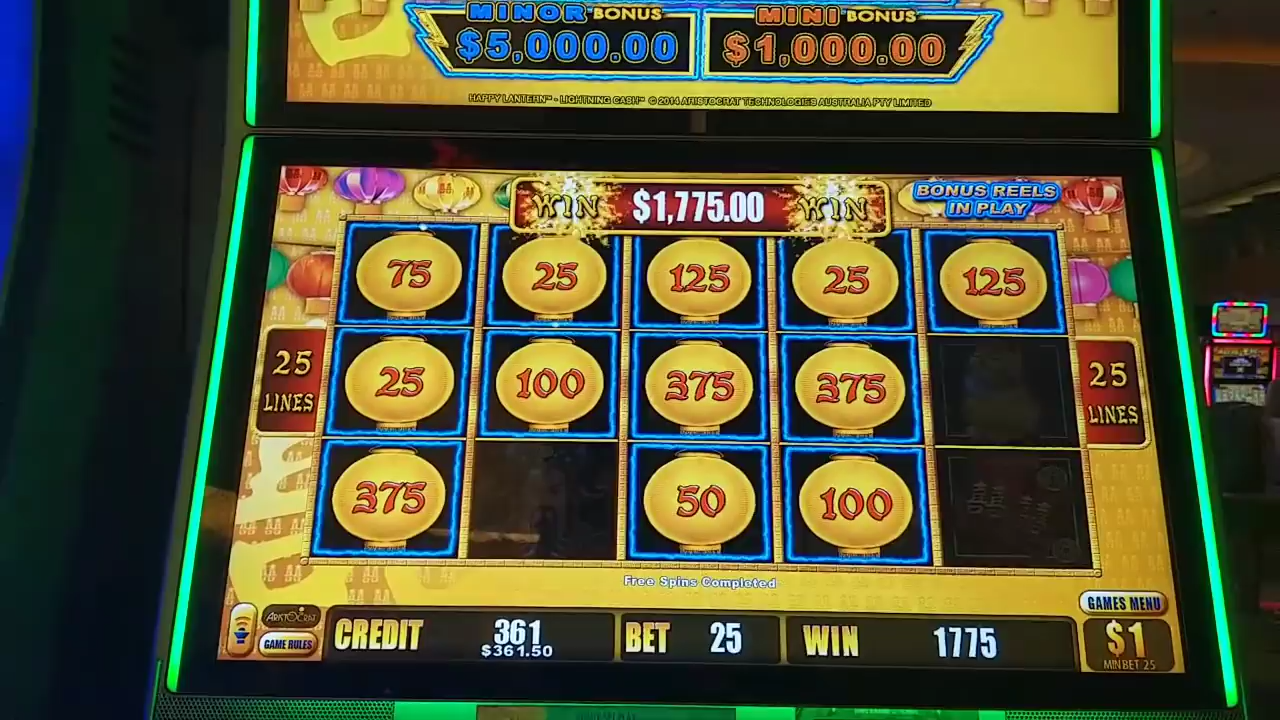 MINOR BONUS
$5,000.00
MINI BONUS
$1,000.00
HAPPY LANTERN™ - LIGHTNING CASH™ © 2014 ARISTOCRAT TECHNOLOGIES AUSTRALIA PTY LIMITED
WIN $1,775.00 WIN
BONUS REELS
IN PLAY
75 25 125 25 125
25 LINES
25 100 375 375
25 LINES
375 50 100
Free Spins Completed
ARISTOCRAT
GAME RULES
CREDIT 361
$361.50
BET 25
WIN 1775
GAMES MENU
$1
MIN BET 25